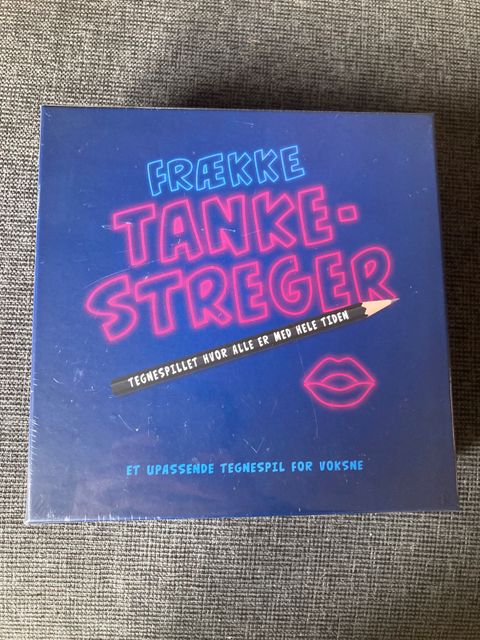 FRÆKKE
TANKE-
STREGER
TEGNESPILLET HVOR ALLE ER MED HELE TIDEN
ET UPASSENDE TEGNESPIL FOR VOKSNE